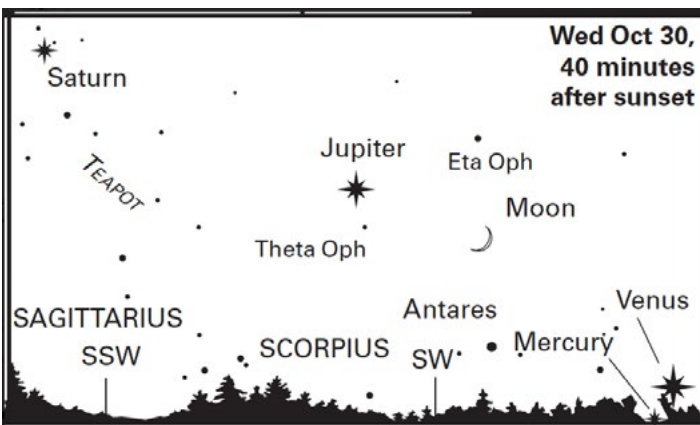 Wed Oct 30,
40 minutes
after sunset
Saturn
Jupiter
Eta Oph
TEAPOT
Moon
Theta Oph
Venus
Antares
SAGITTARIUS
Mercury
SCORPIUS
SSW
SW